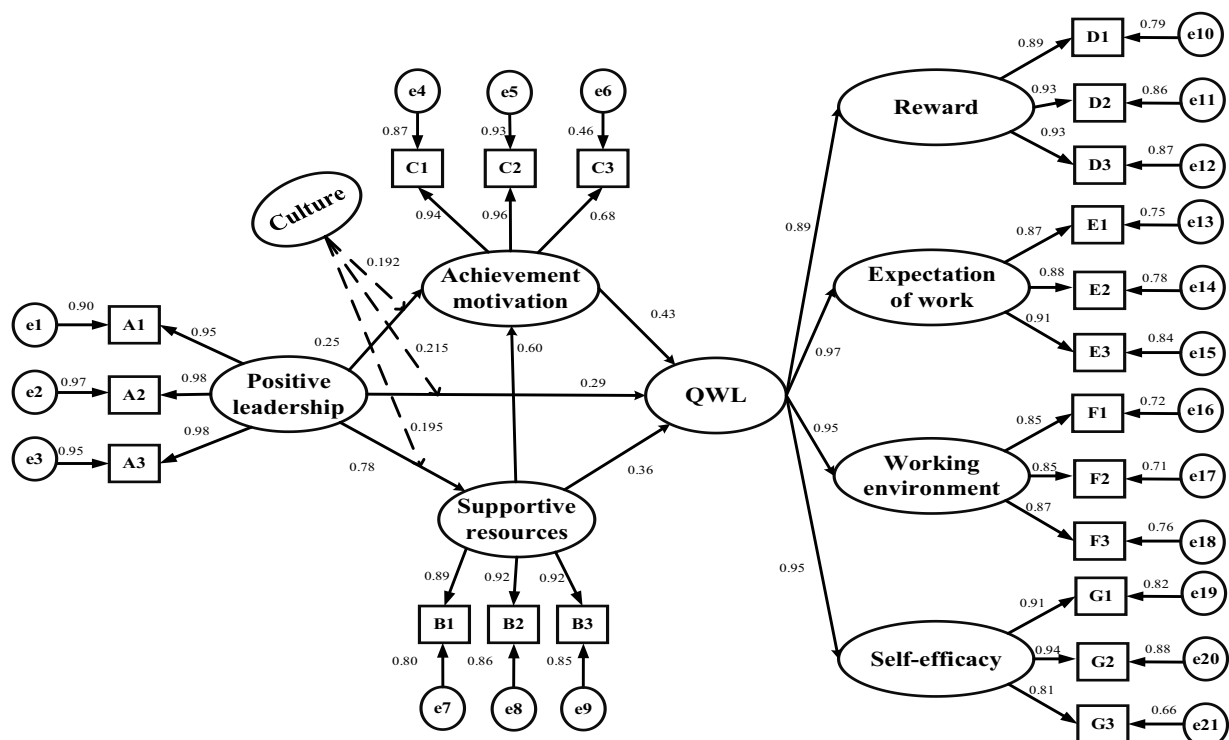 e4
e5
e6
0.87
0.93
0.46
C1
C2
C3
0.94
0.96
0.68
Culture
0.192
0.215
0.195
Achievement
motivation
e1
0.90
A1
0.95
e2
0.97
A2
0.98
e3
0.95
A3
0.98
Positive
leadership
0.25
0.60
0.29
0.78
0.43
0.36
QWL
Supportive
resources
0.89
0.92
0.92
B1
B2
B3
0.80
0.86
0.85
e7
e8
e9
0.89
0.97
0.95
0.95
Reward
0.89
D1
0.79
e10
0.93
D2
0.86
e11
0.93
D3
0.87
e12
Expectation
of work
0.87
E1
0.75
e13
0.88
E2
0.78
e14
0.91
E3
0.84
e15
Working
environment
0.85
F1
0.72
e16
0.85
F2
0.71
e17
0.87
F3
0.76
e18
Self-efficacy
0.91
G1
0.82
e19
0.94
G2
0.88
e20
0.81
G3
0.66
e21